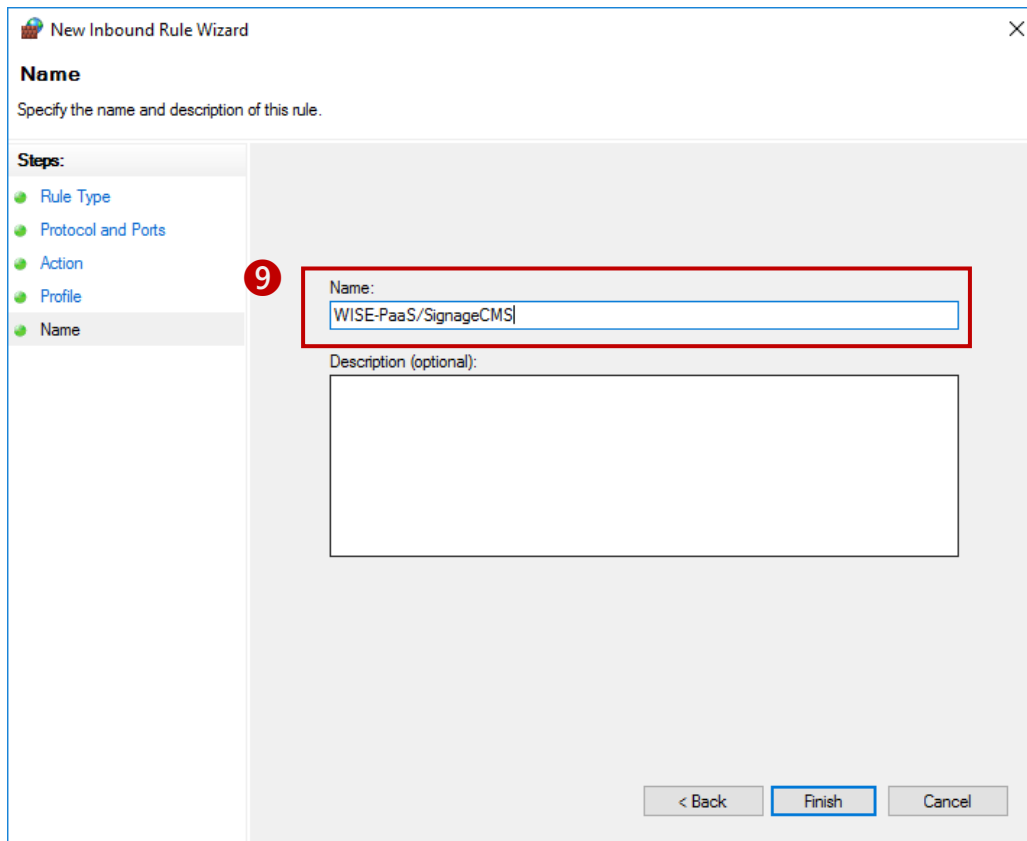 New Inbound Rule Wizard
Name
Specify the name and description of this rule.
Steps:
Rule Type
Protocol and Ports
Action
Profile
Name
9
Name:
WISE-PaaS/SignageCMS
Description (optional):
< Back
Finish
Cancel